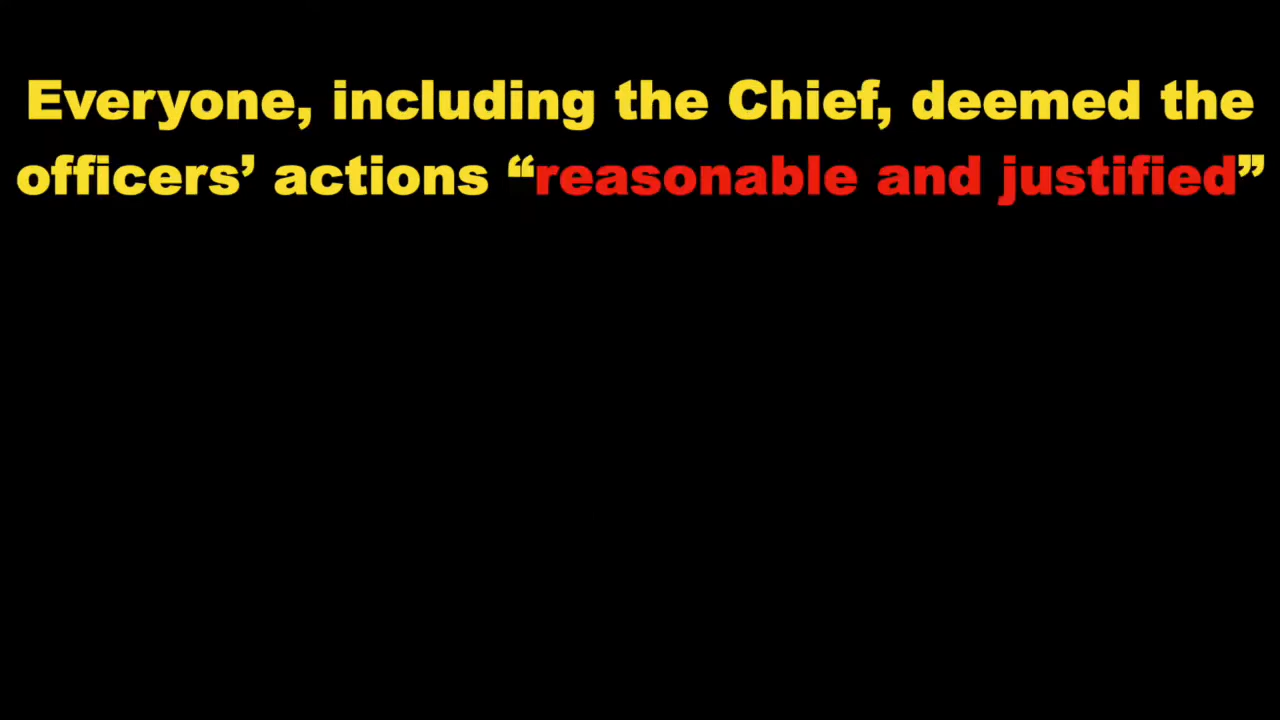 Everyone, including the Chief, deemed the
officers’ actions “reasonable and justified”